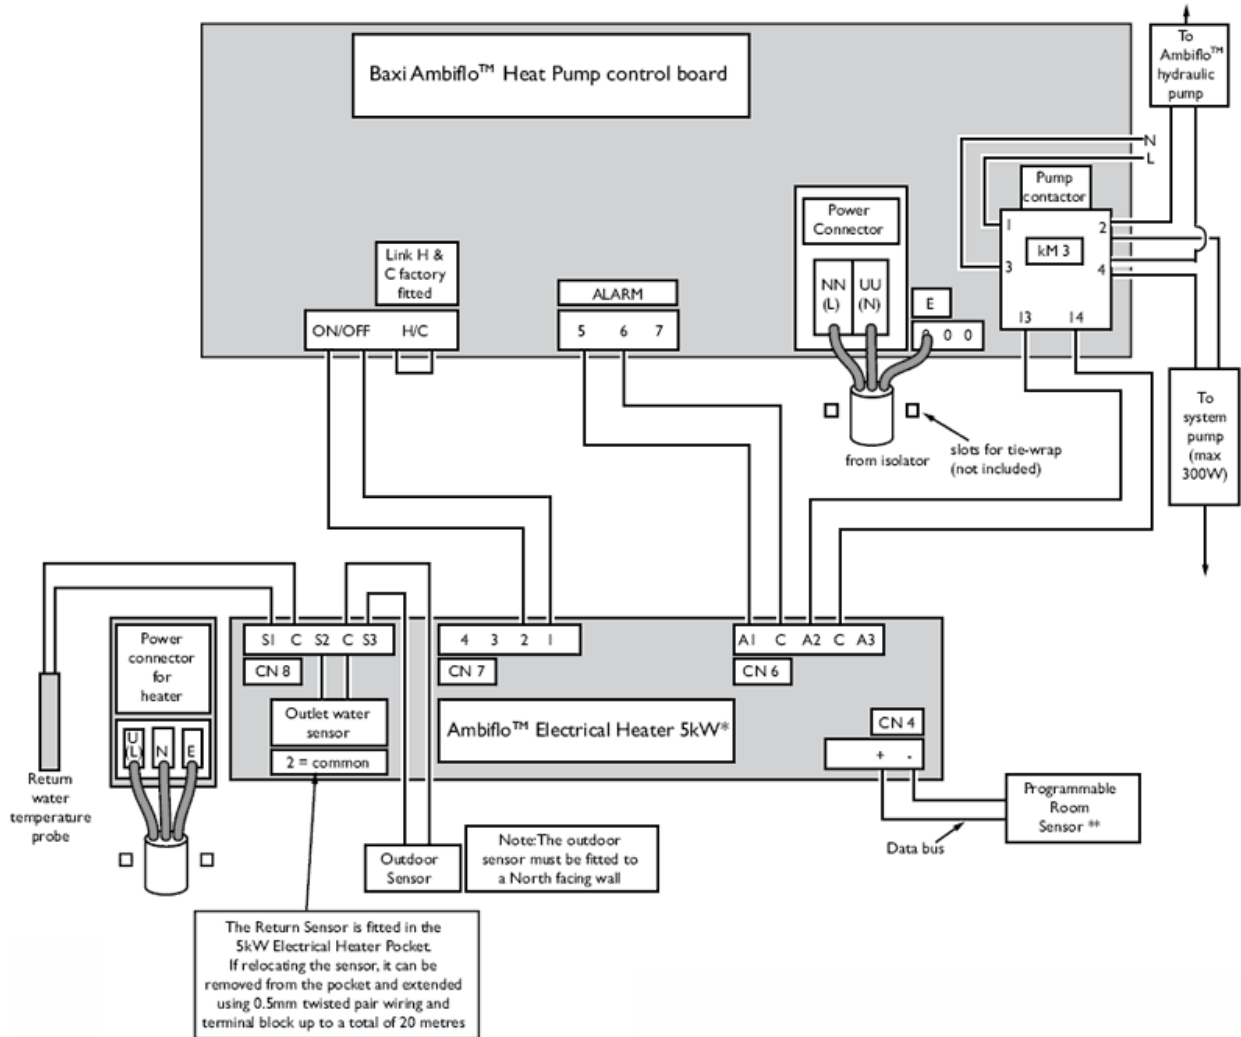 To
Ambiflo™
hydraulic
pump
Baxi Ambiflo™ Heat Pump control board
N
L
Pump
contactor
1 2
kM 3
3 4
13 14
Power
Connector
NN UU
(L) (N)
E
0 0 0
Link H &
C factory
fitted
ON/OFF H/C
ALARM
5 6 7
from isolator
slots for tie-wrap
(not included)
To
system
pump
(max
300W)
Power
connector
for
heater
U
(L) N E
S1 C S2 C S3
CN 8
Outlet water
sensor
2 = common
4 3 2 1
CN 7
Ambiflo™ Electrical Heater 5kW*
A1 C A2 C A3
CN 6
CN 4
+ -
Return
water
temperature
probe
Programmable
Room
Sensor **
Data bus
Outdoor
Sensor
Note:The outdoor
sensor must be fitted to
a North facing wall
The Return Sensor is fitted in the
5kW Electrical Heater Pocket.
If relocating the sensor, it can be
removed from the pocket and extended
using 0.5mm twisted pair wiring and
terminal block up to a total of 20 metres